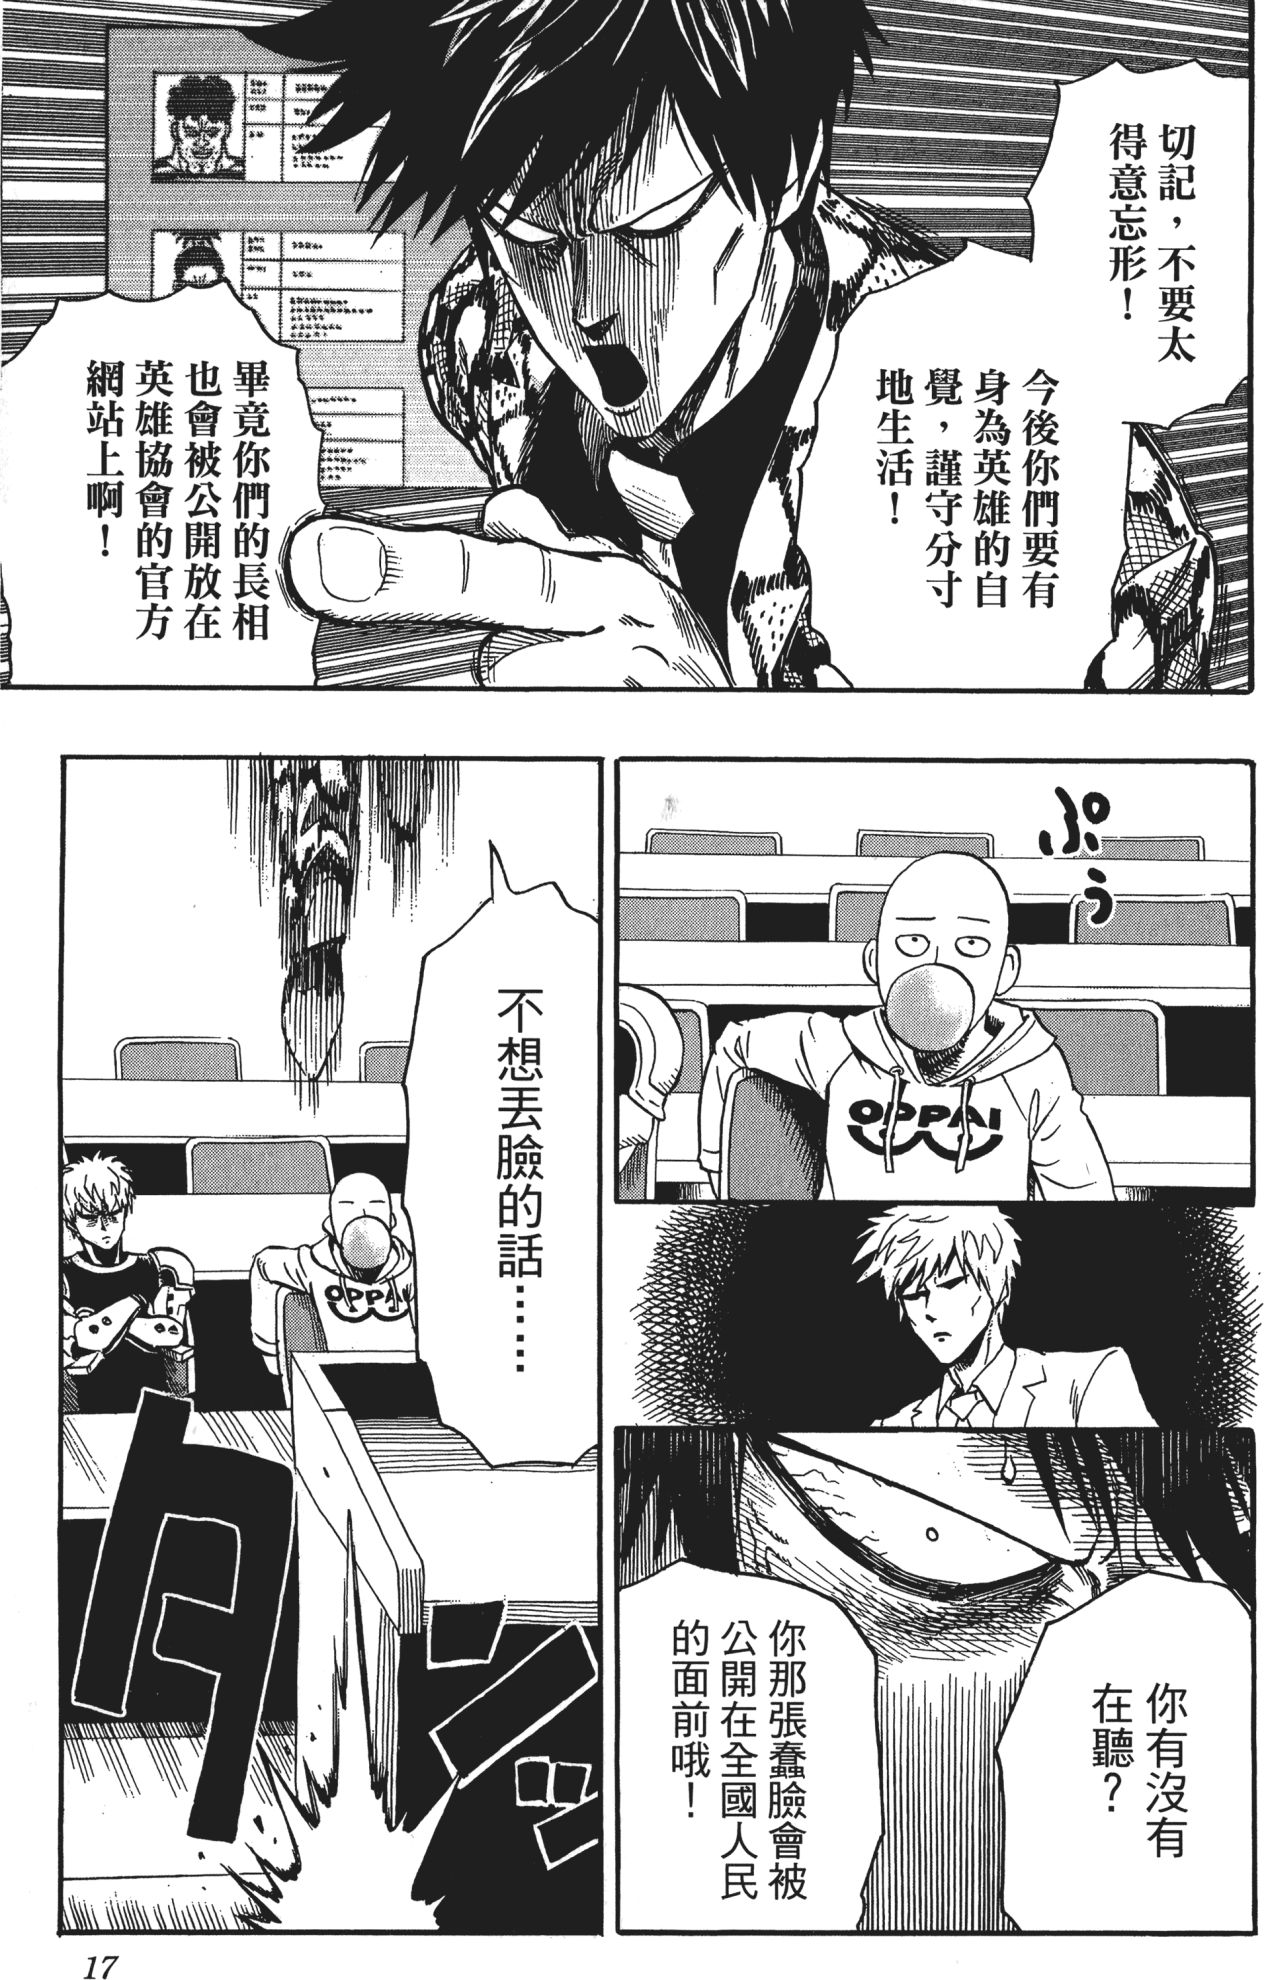 切記，不要太
得意忘形！
今後你們要有
身為英雄的自
覺，謹守分寸
地生活！
畢竟你們的長相
也會被公開放在
英雄協會的官方
網站上啊！
ぷぅ
OPPAI
你有沒有
在聽？
你那張蠢臉會被
公開在全國人民
的面前哦！
不想丟臉的話……
OPPAI
17